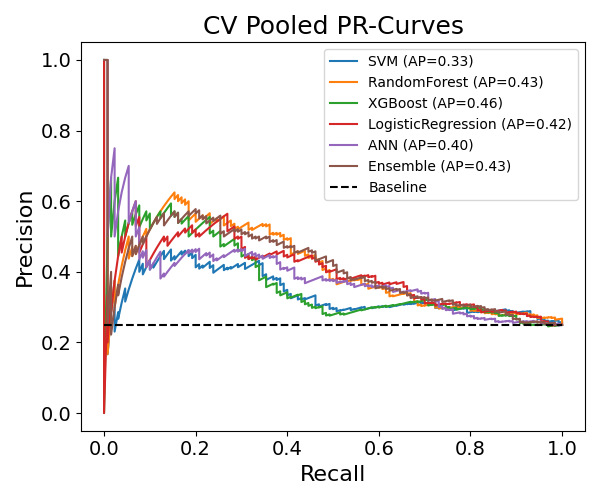 CV Pooled PR-Curves
Precision
1.0
0.8
0.6
0.4
0.2
0.0
SVM (AP=0.33)
RandomForest (AP=0.43)
XGBoost (AP=0.46)
LogisticRegression (AP=0.42)
ANN (AP=0.40)
Ensemble (AP=0.43)
Baseline
0.0 0.2 0.4 0.6 0.8 1.0
Recall